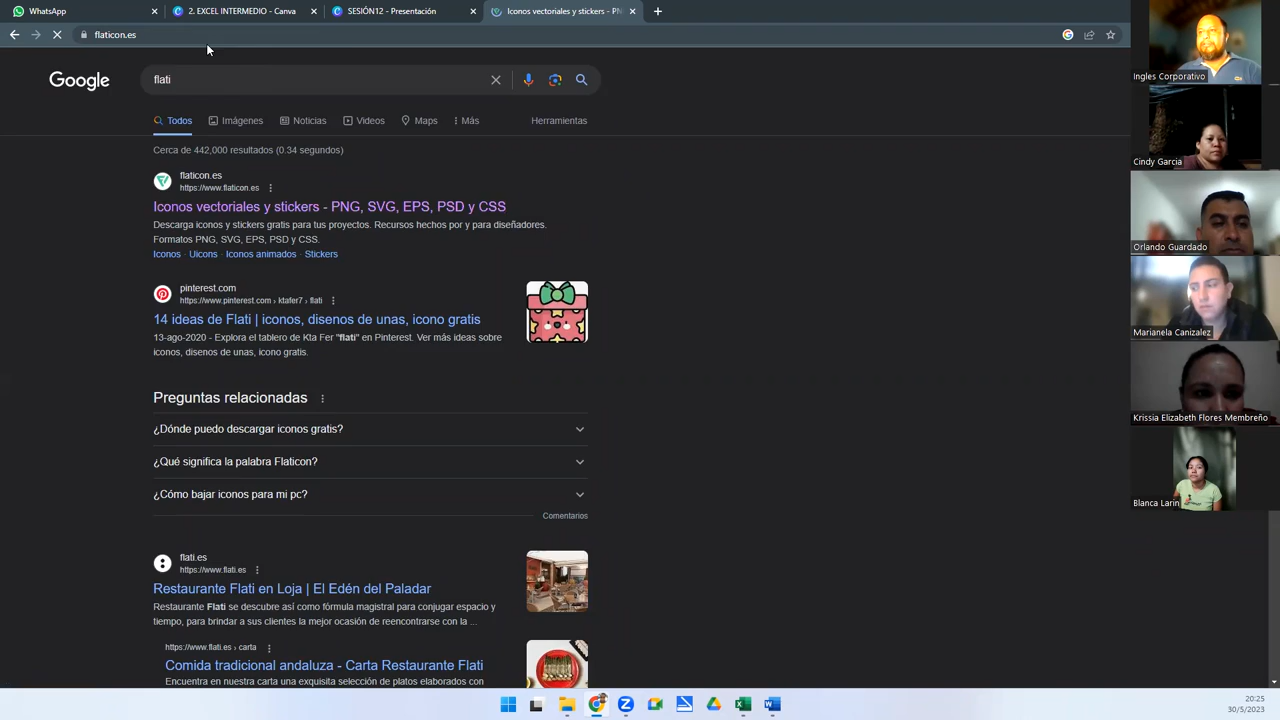 WhatsApp
2. EXCEL INTERMEDIO - Canva
SESIÓN12 - Presentación
Iconos vectoriales y stickers - PN
flaticon.es
Google
flati
Todos
Imágenes
Noticias
Videos
Maps
Más
Herramientas
Cerca de 442,000 resultados (0.34 segundos)
flaticon.es
https://www.flaticon.es
Iconos vectoriales y stickers - PNG, SVG, EPS, PSD y CSS
Descarga iconos y stickers gratis para tus proyectos. Recursos hechos por y para diseñadores.
Formatos PNG, SVG, EPS, PSD y CSS.
Iconos · Uicons · Iconos animados · Stickers
pinterest.com
https://www.pinterest.com › ktafer7 › flati
14 ideas de Flati | iconos, disenos de unas, icono gratis
13-ago-2020 - Explora el tablero de Kta Fer "flati" en Pinterest. Ver más ideas sobre
iconos, disenos de unas, icono gratis.
Preguntas relacionadas
¿Dónde puedo descargar iconos gratis?
¿Qué significa la palabra Flaticon?
¿Cómo bajar iconos para mi pc?
Comentarios
flati.es
https://www.flati.es
Restaurante Flati en Loja | El Edén del Paladar
Restaurante Flati se descubre así como fórmula magistral para conjugar espacio y
tiempo, para brindar a sus clientes la mejor ocasión de reencontrarse con la ...
https://www.flati.es › carta
Comida tradicional andaluza - Carta Restaurante Flati
Encuentra en nuestra carta una exquisita selección de platos elaborados con
Ingles Corporativo
Cindy Garcia
Orlando Guardado
Marianela Canizalez
Krissia Elizabeth Flores Membreño
Blanca Larin
20:25
30/5/2023